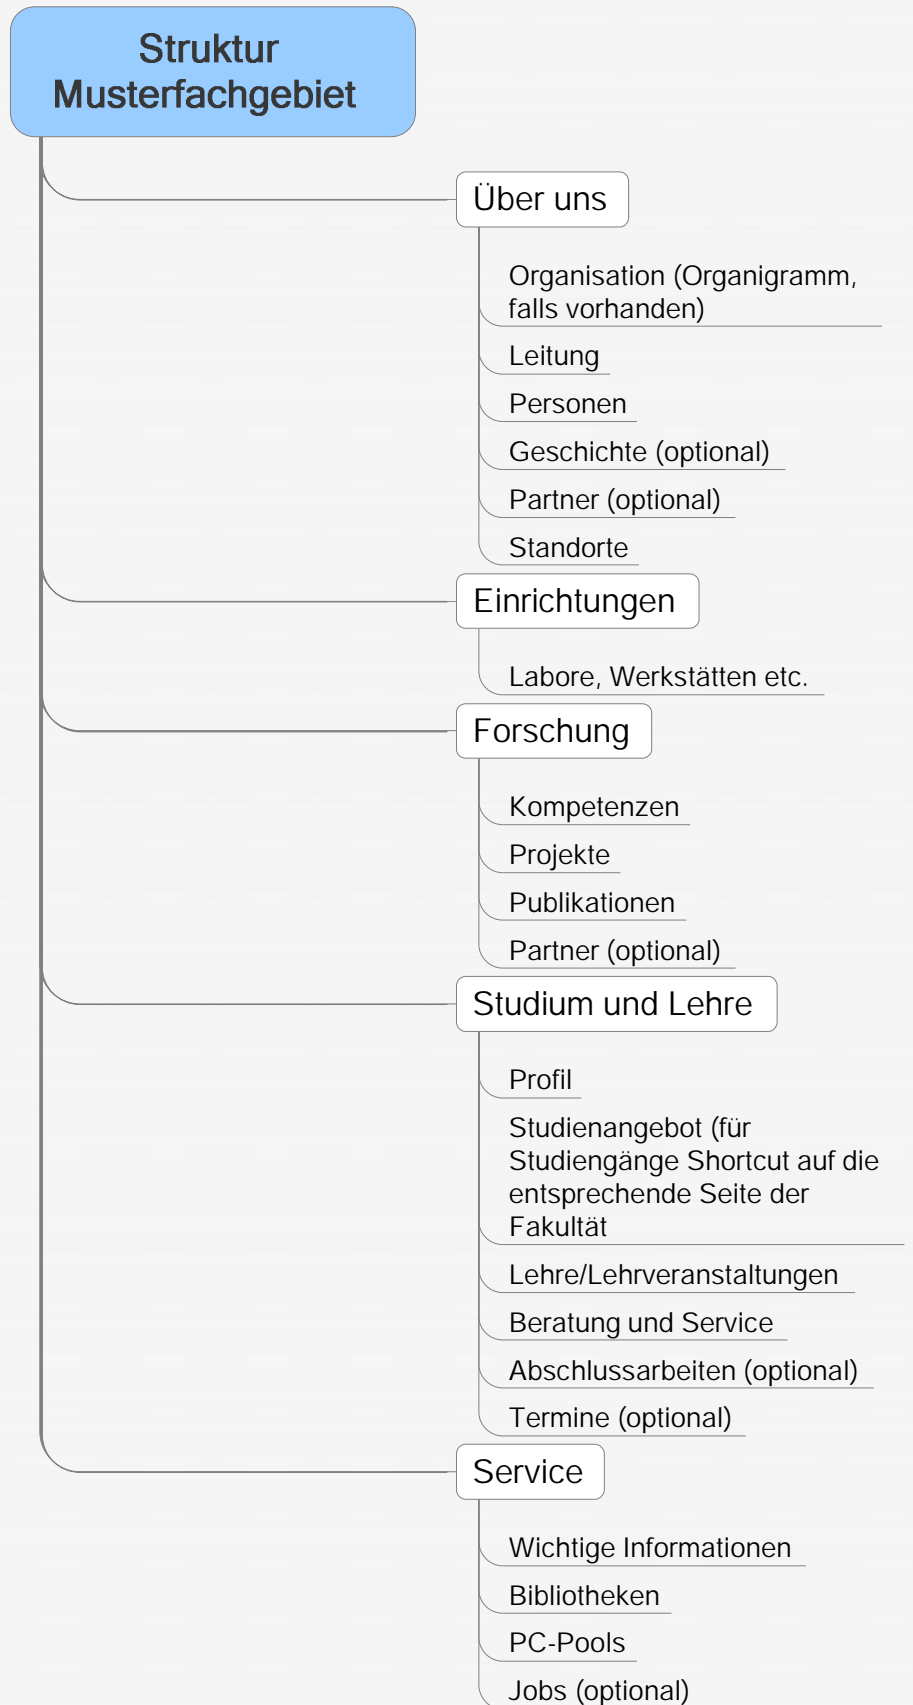 Struktur
Musterfachgebiet
Über uns
Organisation (Organigramm,
falls vorhanden)
Leitung
Personen
Geschichte (optional)
Partner (optional)
Standorte
Einrichtungen
Labore, Werkstätten etc.
Forschung
Kompetenzen
Projekte
Publikationen
Partner (optional)
Studium und Lehre
Profil
Studienangebot (für
Studiengänge Shortcut auf die
entsprechende Seite der
Fakultät
Lehre/Lehrveranstaltungen
Beratung und Service
Abschlussarbeiten (optional)
Termine (optional)
Service
Wichtige Informationen
Bibliotheken
PC-Pools
Jobs (optional)